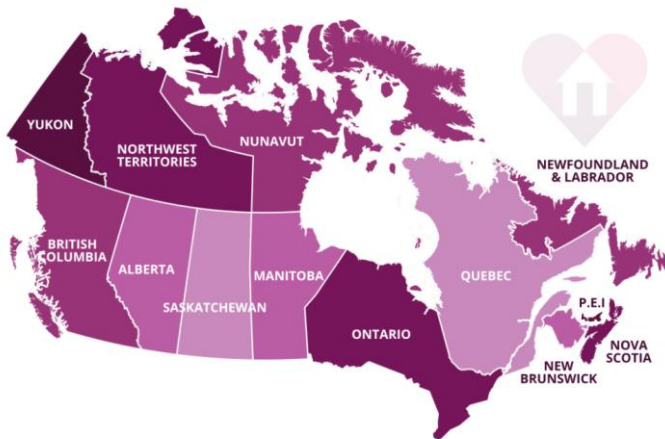 YUKON
NORTHWEST
TERRITORIES
NUNAVUT
NEWFOUNDLAND
& LABRADOR
BRITISH
COLUMBIA
ALBERTA
SASKATCHEWAN
MANITOBA
ONTARIO
QUEBEC
P.E.I
NOVA
SCOTIA
NEW
BRUNSWICK